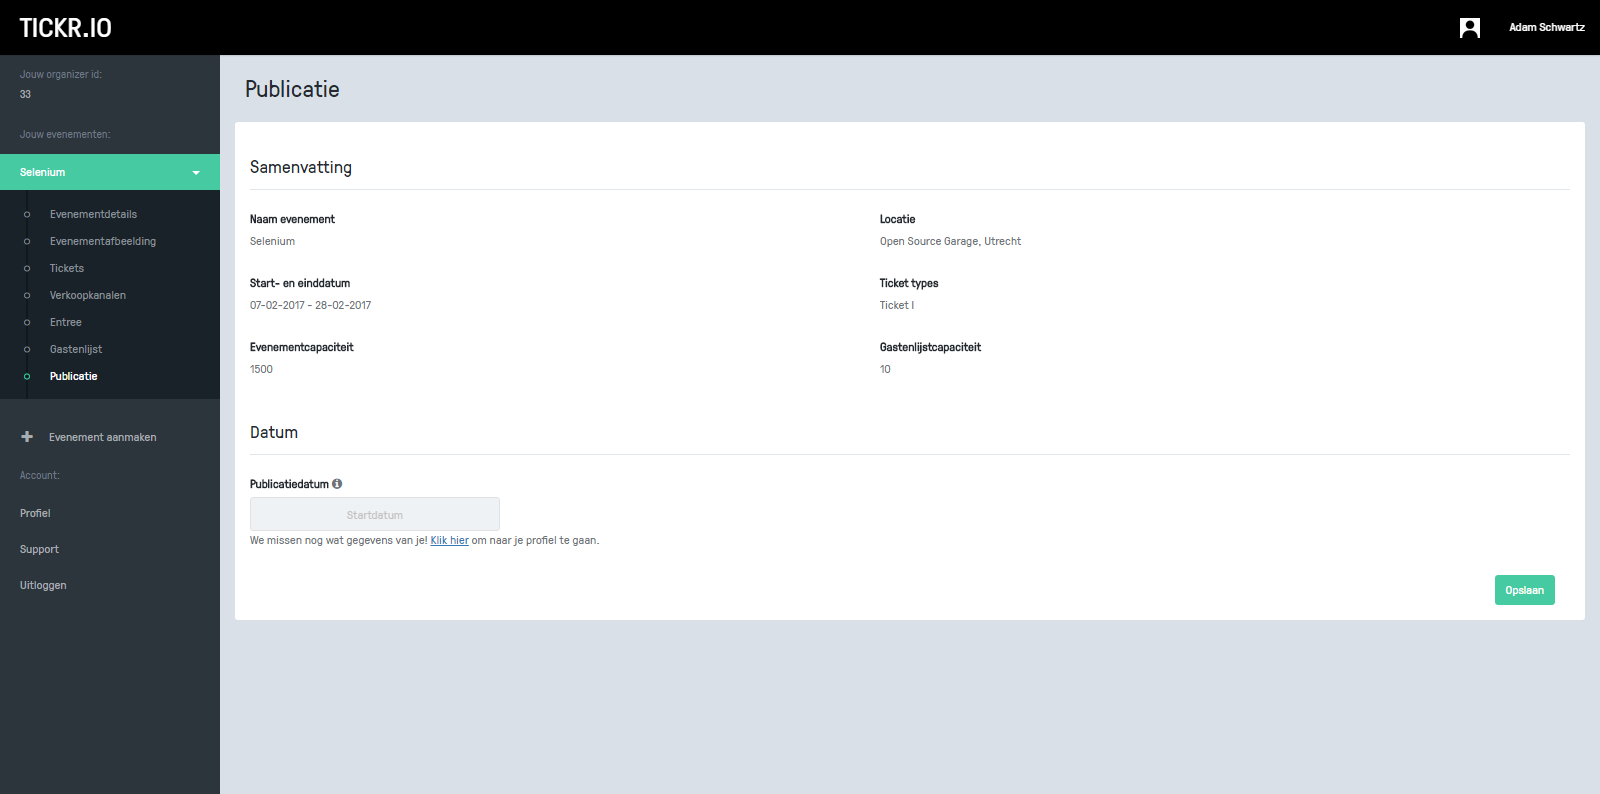 TICKR.IO
Adam Schwartz
Jouw organizer id:
33
Jouw evenementen:
Selenium
Evenementdetails
Evenementafbeelding
Tickets
Verkoopkanalen
Entree
Gastenlijst
Publicatie
Evenement aanmaken
Account:
Profiel
Support
Uitloggen
Publicatie
Samenvatting
Naam evenement
Selenium
Locatie
Open Source Garage, Utrecht
Start- en einddatum
07-02-2017 - 28-02-2017
Ticket types
Ticket I
Evenementcapaciteit
1500
Gastenlijstcapaciteit
10
Datum
Publicatiedatum
Startdatum
We missen nog wat gegevens van je! Klik hier om naar je profiel te gaan.
Opslaan